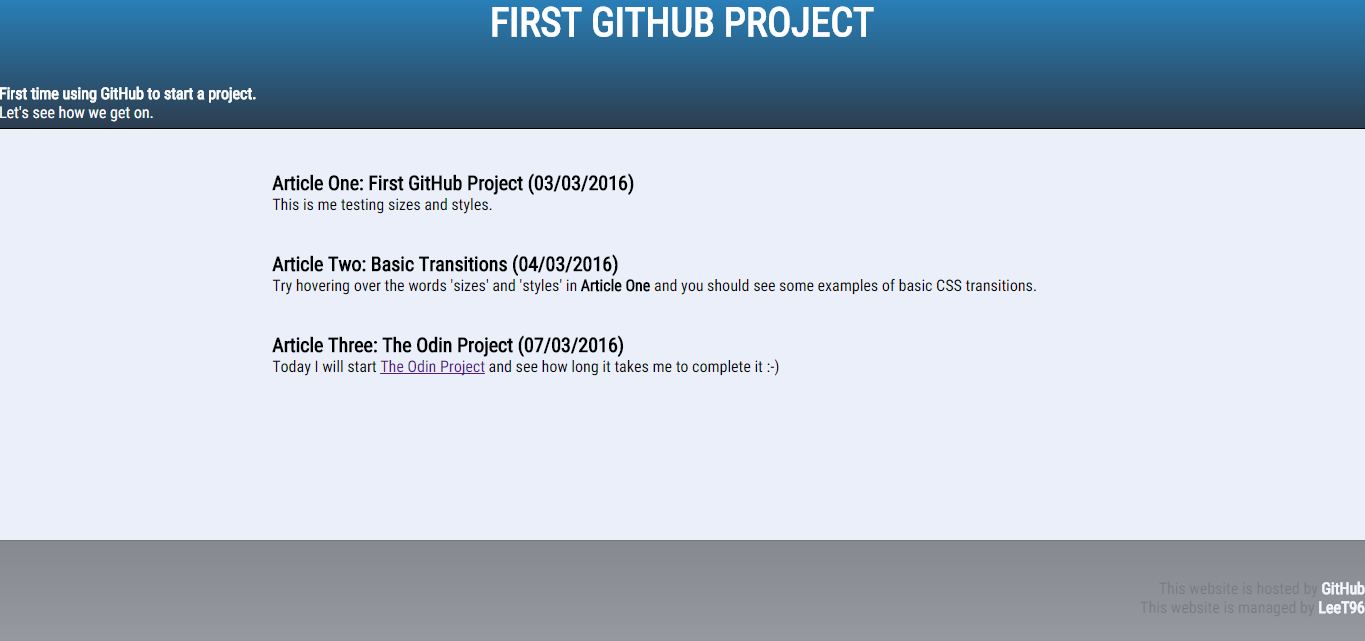 FIRST GITHUB PROJECT
First time using GitHub to start a project.
Let's see how we get on.
Article One: First GitHub Project (03/03/2016)
This is me testing sizes and styles.
Article Two: Basic Transitions (04/03/2016)
Try hovering over the words 'sizes' and 'styles' in Article One and you should see some examples of basic CSS transitions.
Article Three: The Odin Project (07/03/2016)
Today I will start The Odin Project and see how long it takes me to complete it :-)
This website is hosted by GitHub
This website is managed by LeeT96